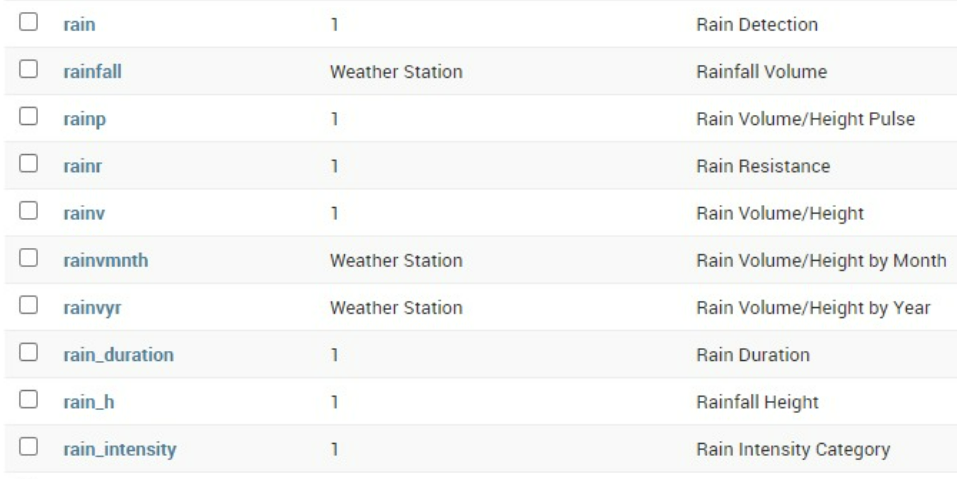 rain 1 Rain Detection
rainfall Weather Station Rainfall Volume
rainp 1 Rain Volume/Height Pulse
rainr 1 Rain Resistance
rainv 1 Rain Volume/Height
rainvmnth Weather Station Rain Volume/Height by Month
rainvyr Weather Station Rain Volume/Height by Year
rain_duration 1 Rain Duration
rain_h 1 Rainfall Height
rain_intensity 1 Rain Intensity Category